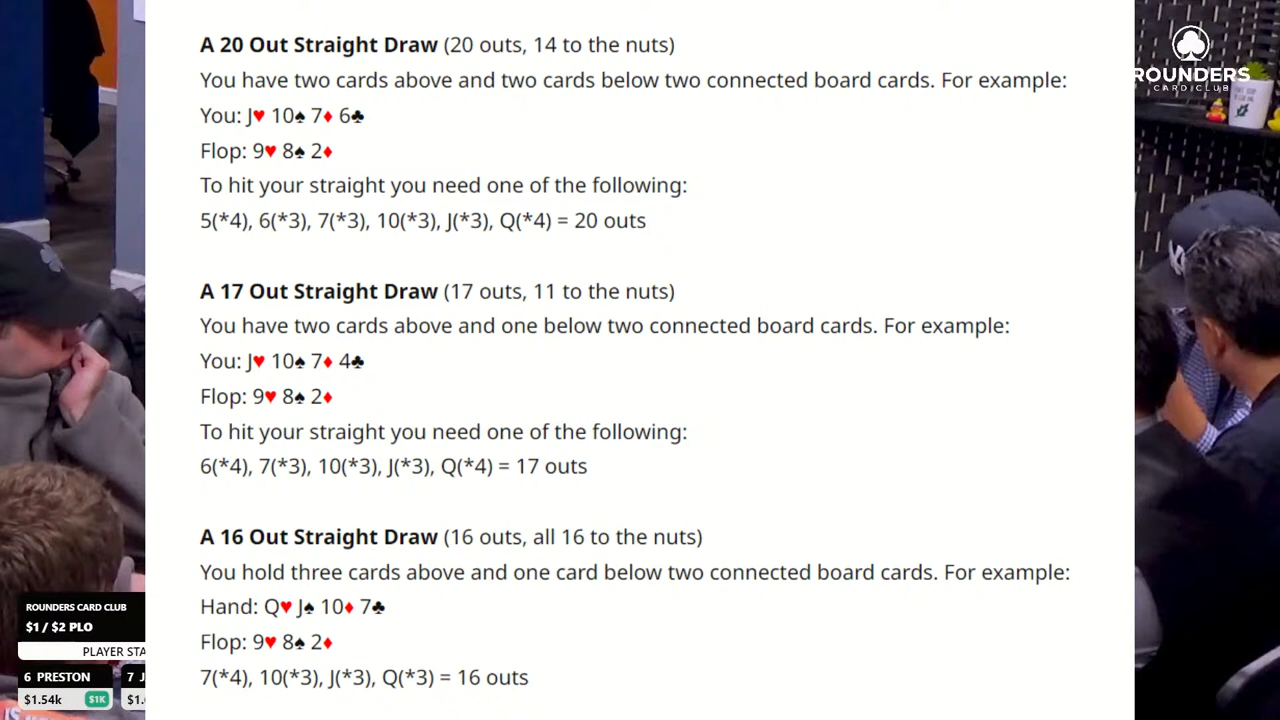 A 20 Out Straight Draw (20 outs, 14 to the nuts)
You have two cards above and two cards below two connected board cards. For example:
You: J♥ 10♠ 7♦ 6♣
Flop: 9♥ 8♠ 2♦
To hit your straight you need one of the following:
5(*4), 6(*3), 7(*3), 10(*3), J(*3), Q(*4) = 20 outs
A 17 Out Straight Draw (17 outs, 11 to the nuts)
You have two cards above and one below two connected board cards. For example:
You: J♥ 10♠ 7♦ 4♣
Flop: 9♥ 8♠ 2♦
To hit your straight you need one of the following:
6(*4), 7(*3), 10(*3), J(*3), Q(*4) = 17 outs
A 16 Out Straight Draw (16 outs, all 16 to the nuts)
You hold three cards above and one card below two connected board cards. For example:
Hand: Q♥ J♠ 10♦ 7♣
Flop: 9♥ 8♠ 2♦
7(*4), 10(*3), J(*3), Q(*3) = 16 outs
ROUNDERS
CARD CLUB
ROUNDERS CARD CLUB
$1 / $2 PLO
PLAYER STA
6 PRESTON
$1.54k $1K
7 J
$1.